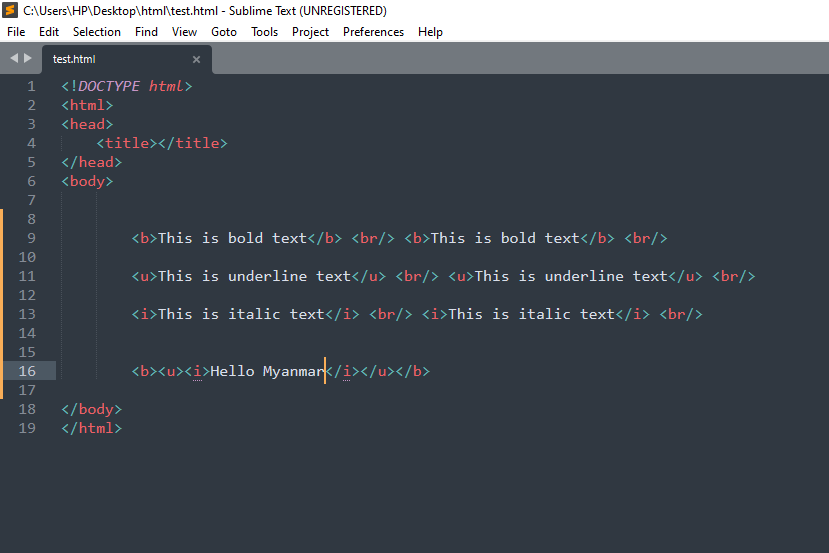 C:\Users\HP\Desktop\html\test.html - Sublime Text (UNREGISTERED)
File Edit Selection Find View Goto Tools Project Preferences Help
test.html ×
1 <!DOCTYPE html>
2 <html>
3 <head>
4 <title></title>
5 </head>
6 <body>
7
8
9 <b>This is bold text</b> <br/> <b>This is bold text</b> <br/>
10
11 <u>This is underline text</u> <br/> <u>This is underline text</u> <br/>
12
13 <i>This is italic text</i> <br/> <i>This is italic text</i> <br/>
14
15
16 <b><u><i>Hello Myanmar</i></u></b>
17
18 </body>
19 </html>